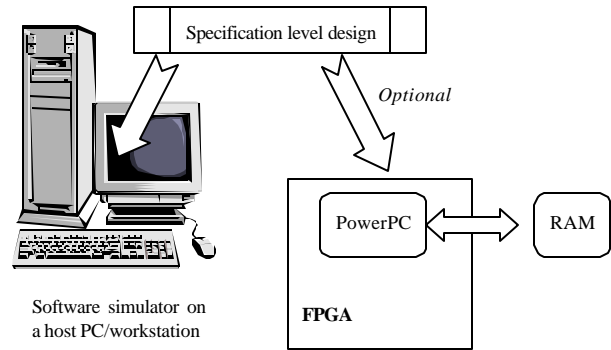 Specification level design
Optional
PowerPC
RAM
FPGA
Software simulator on
a host PC/workstation